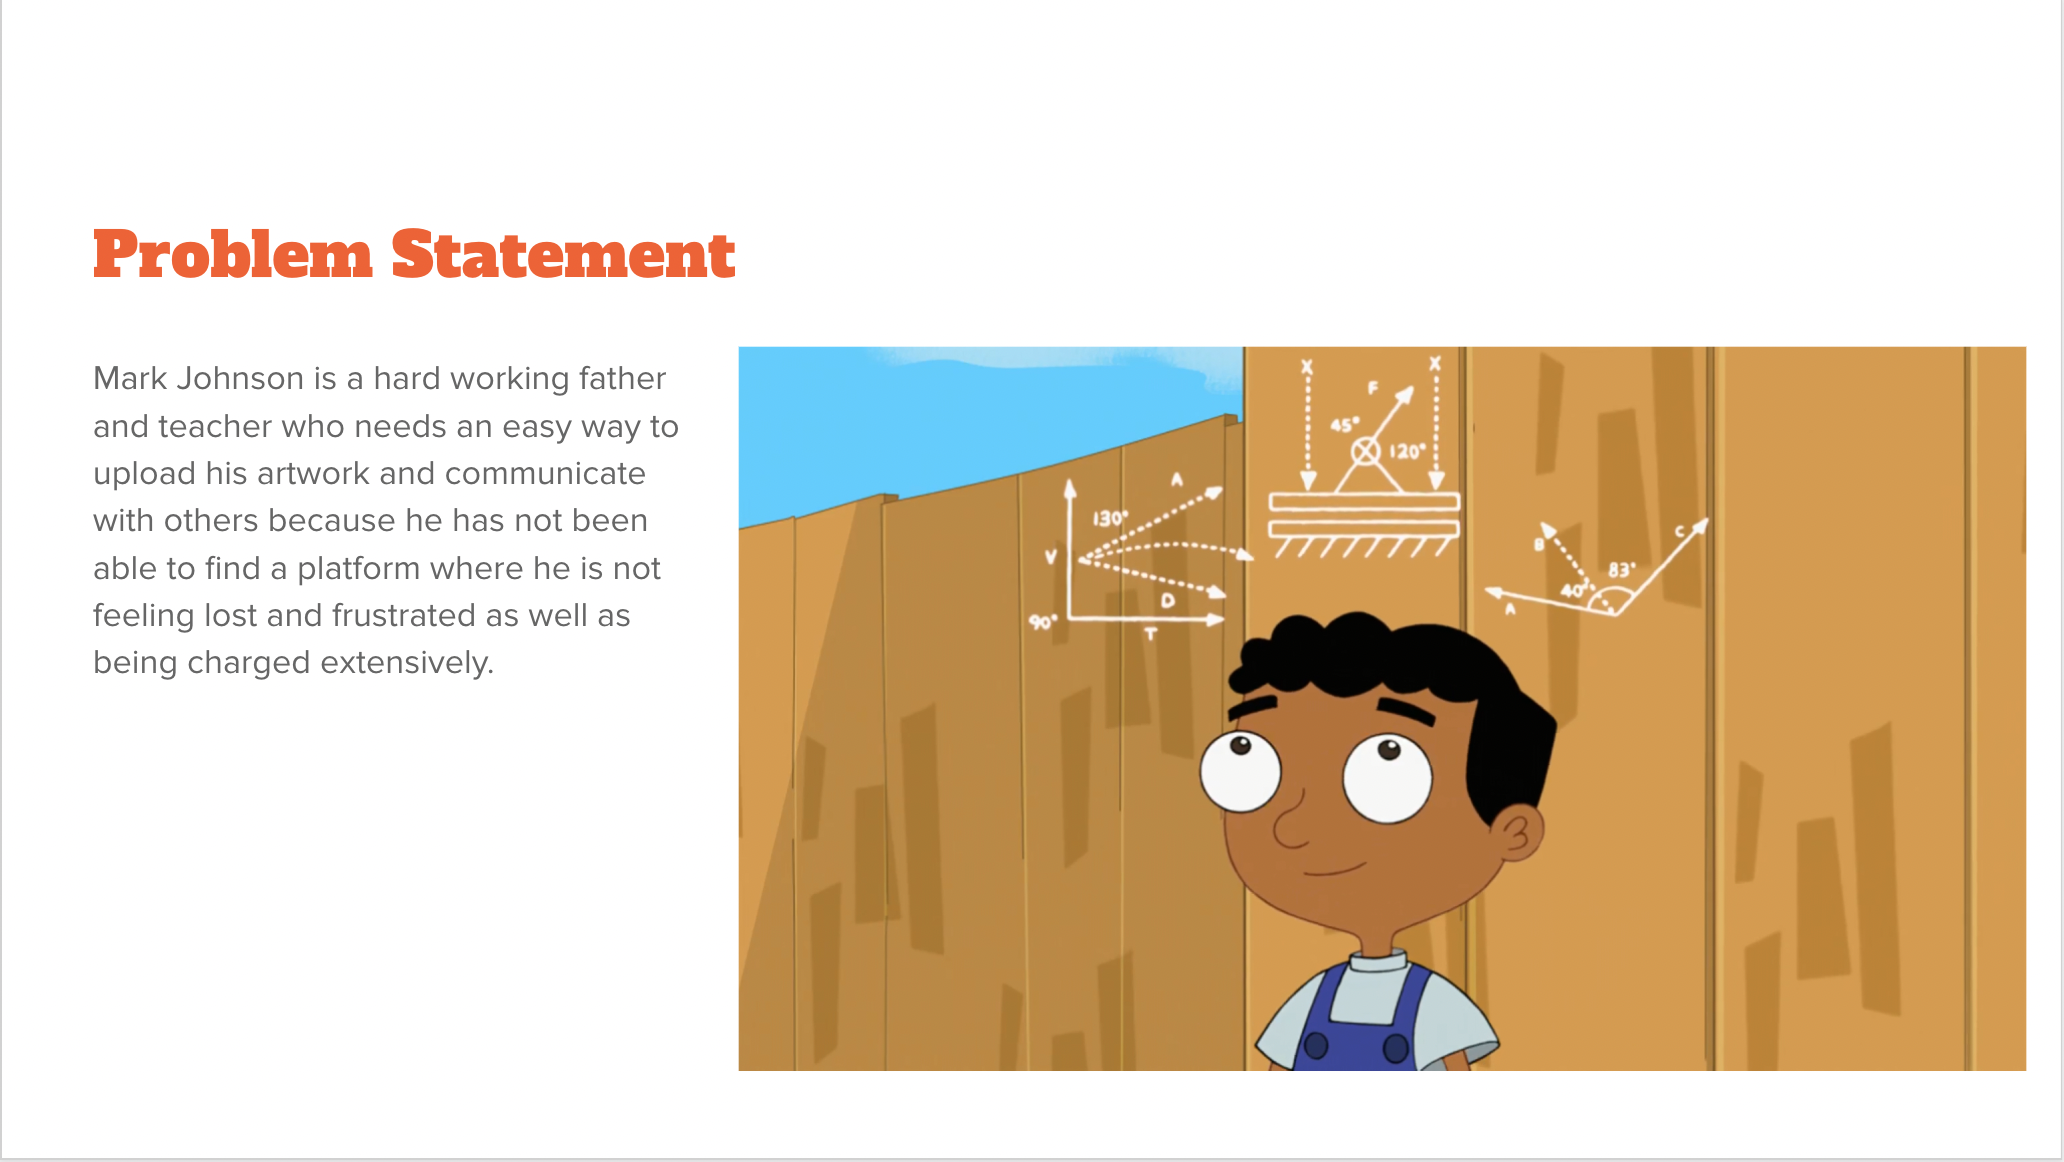 Problem Statement
Mark Johnson is a hard working father
and teacher who needs an easy way to
upload his artwork and communicate
with others because he has not been
able to find a platform where he is not
feeling lost and frustrated as well as
being charged extensively.
X X
F
45° 120°
A
130°
V
D
90°
T
B C
83°
40°
A